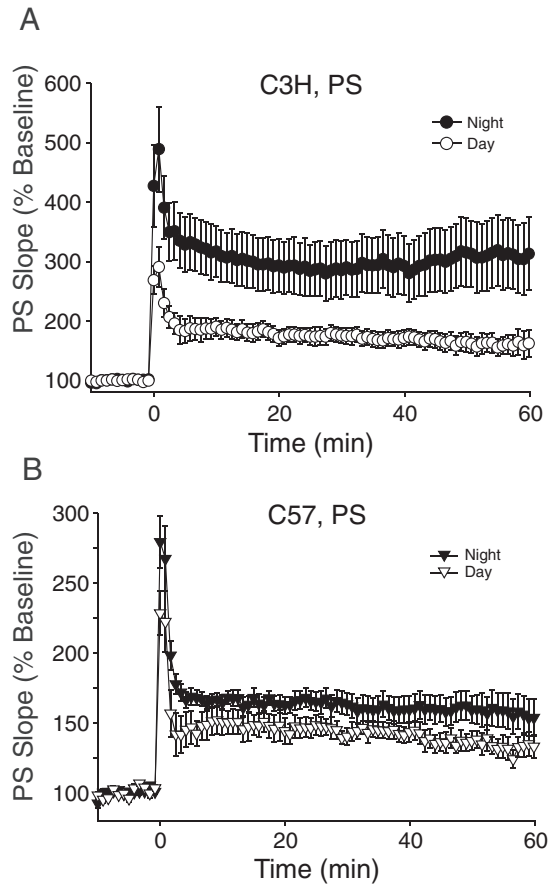 A
C3H, PS
Night
Day
PS Slope (% Baseline)
600
500
400
300
200
100
0
20
40
60
Time (min)
B
C57, PS
Night
Day
PS Slope (% Baseline)
300
250
200
150
100
0
20
40
60
Time (min)